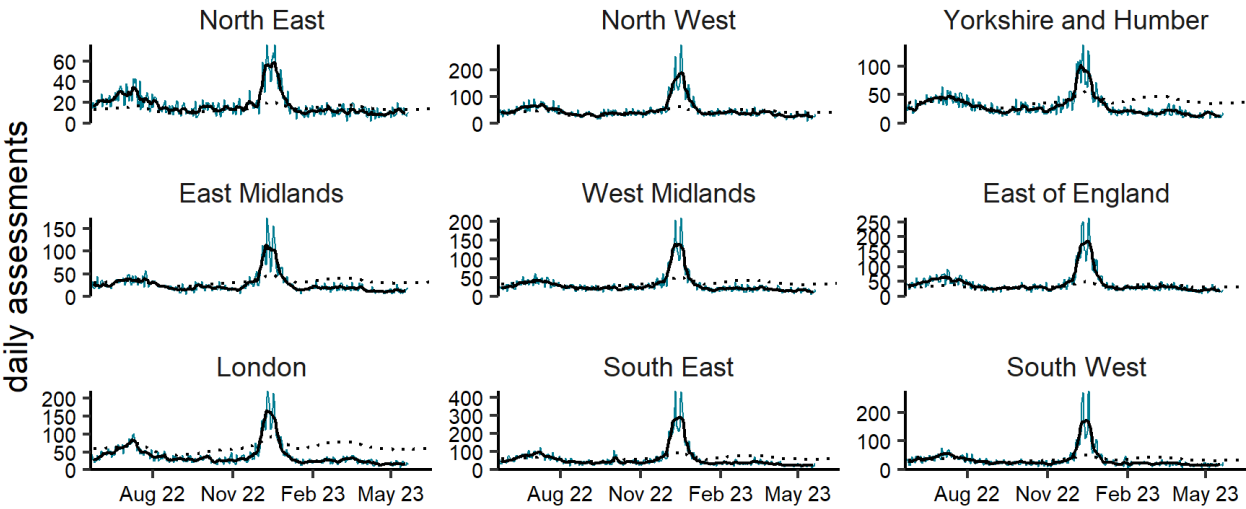 North East
North West
Yorkshire and Humber
60
40
20
0
200
100
0
100
50
0
daily assessments
East Midlands
West Midlands
East of England
150
100
50
0
200
150
100
50
0
250
200
150
100
50
0
London
South East
South West
200
150
100
50
0
400
300
200
100
0
200
100
0
Aug 22 Nov 22 Feb 23 May 23
Aug 22 Nov 22 Feb 23 May 23
Aug 22 Nov 22 Feb 23 May 23